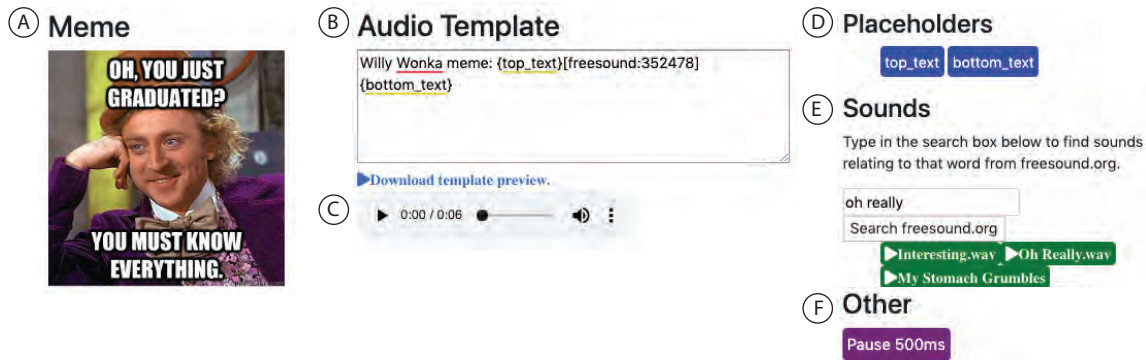 A Meme
OH, YOU JUST
GRADUATED?
YOU MUST KNOW
EVERYTHING.
B Audio Template
Willy Wonka meme: {top_text}[freesound:352478]
{bottom_text}
▶Download template preview.
C 0:00 / 0:06
D Placeholders
top_text bottom_text
E Sounds
Type in the search box below to find sounds
relating to that word from freesound.org.
oh really
Search freesound.org
▶Interesting.wav ▶Oh Really.wav
▶My Stomach Grumbles
F Other
Pause 500ms